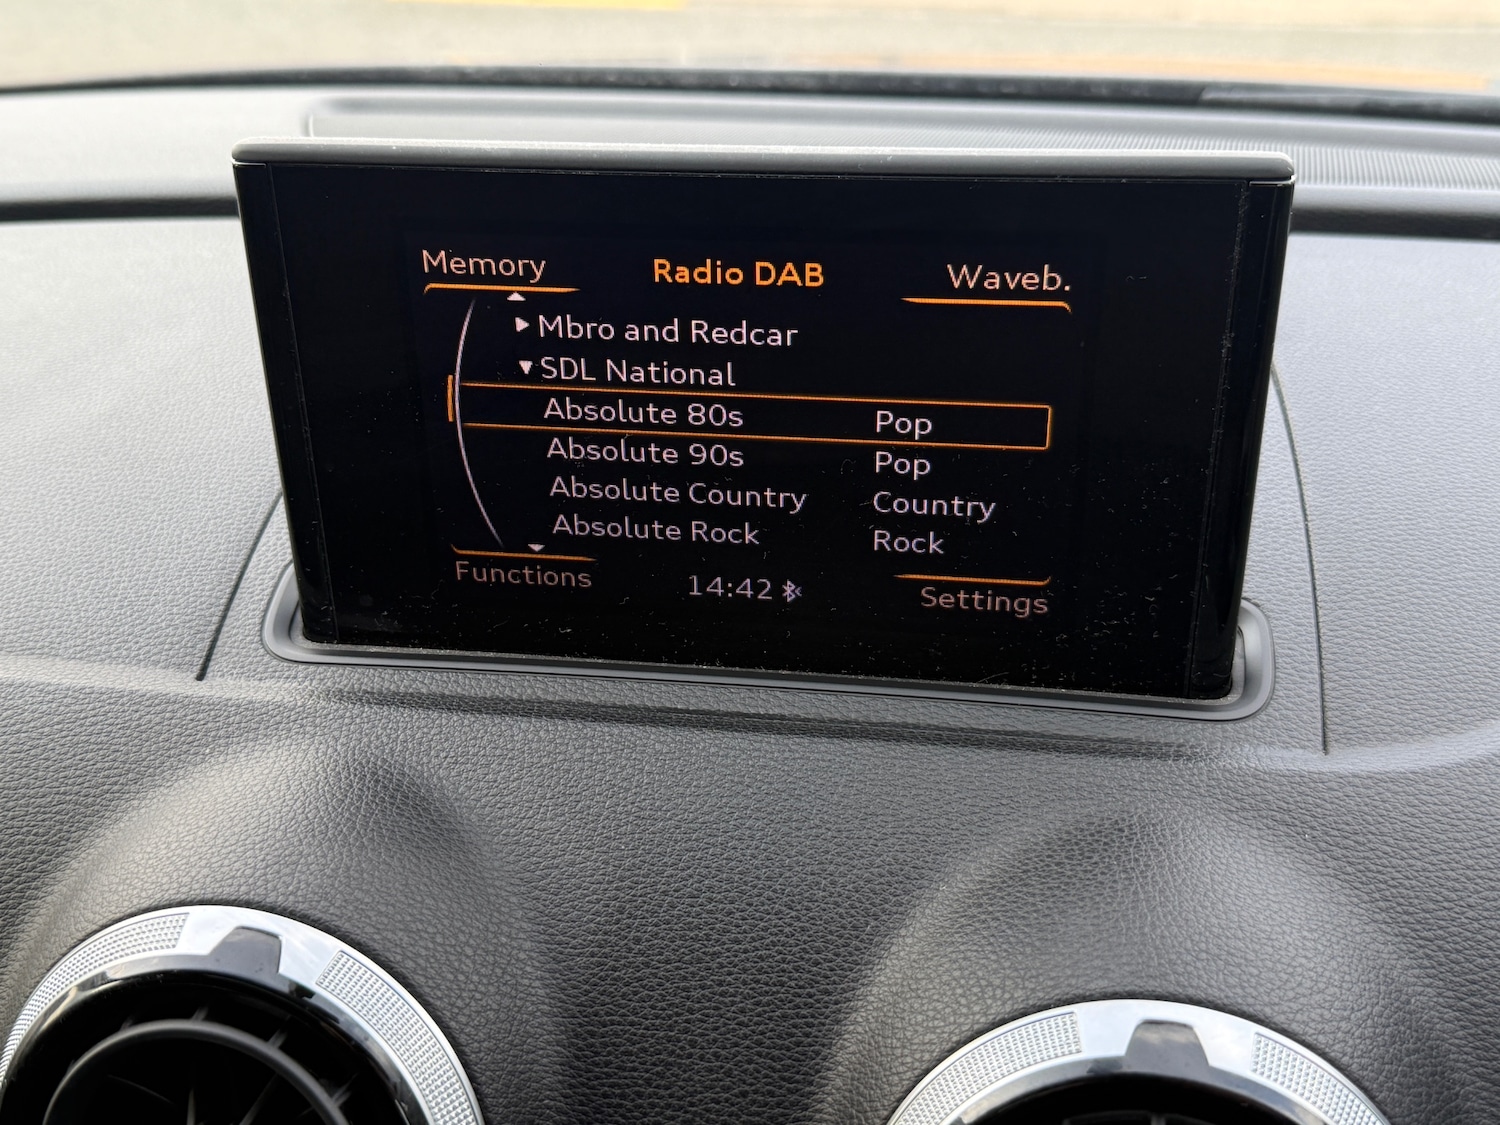 Memory Radio DAB Waveb.
Mbro and Redcar
SDL National
Absolute 80s Pop
Absolute 90s Pop
Absolute Country Country
Absolute Rock Rock
Functions 14:42 Settings